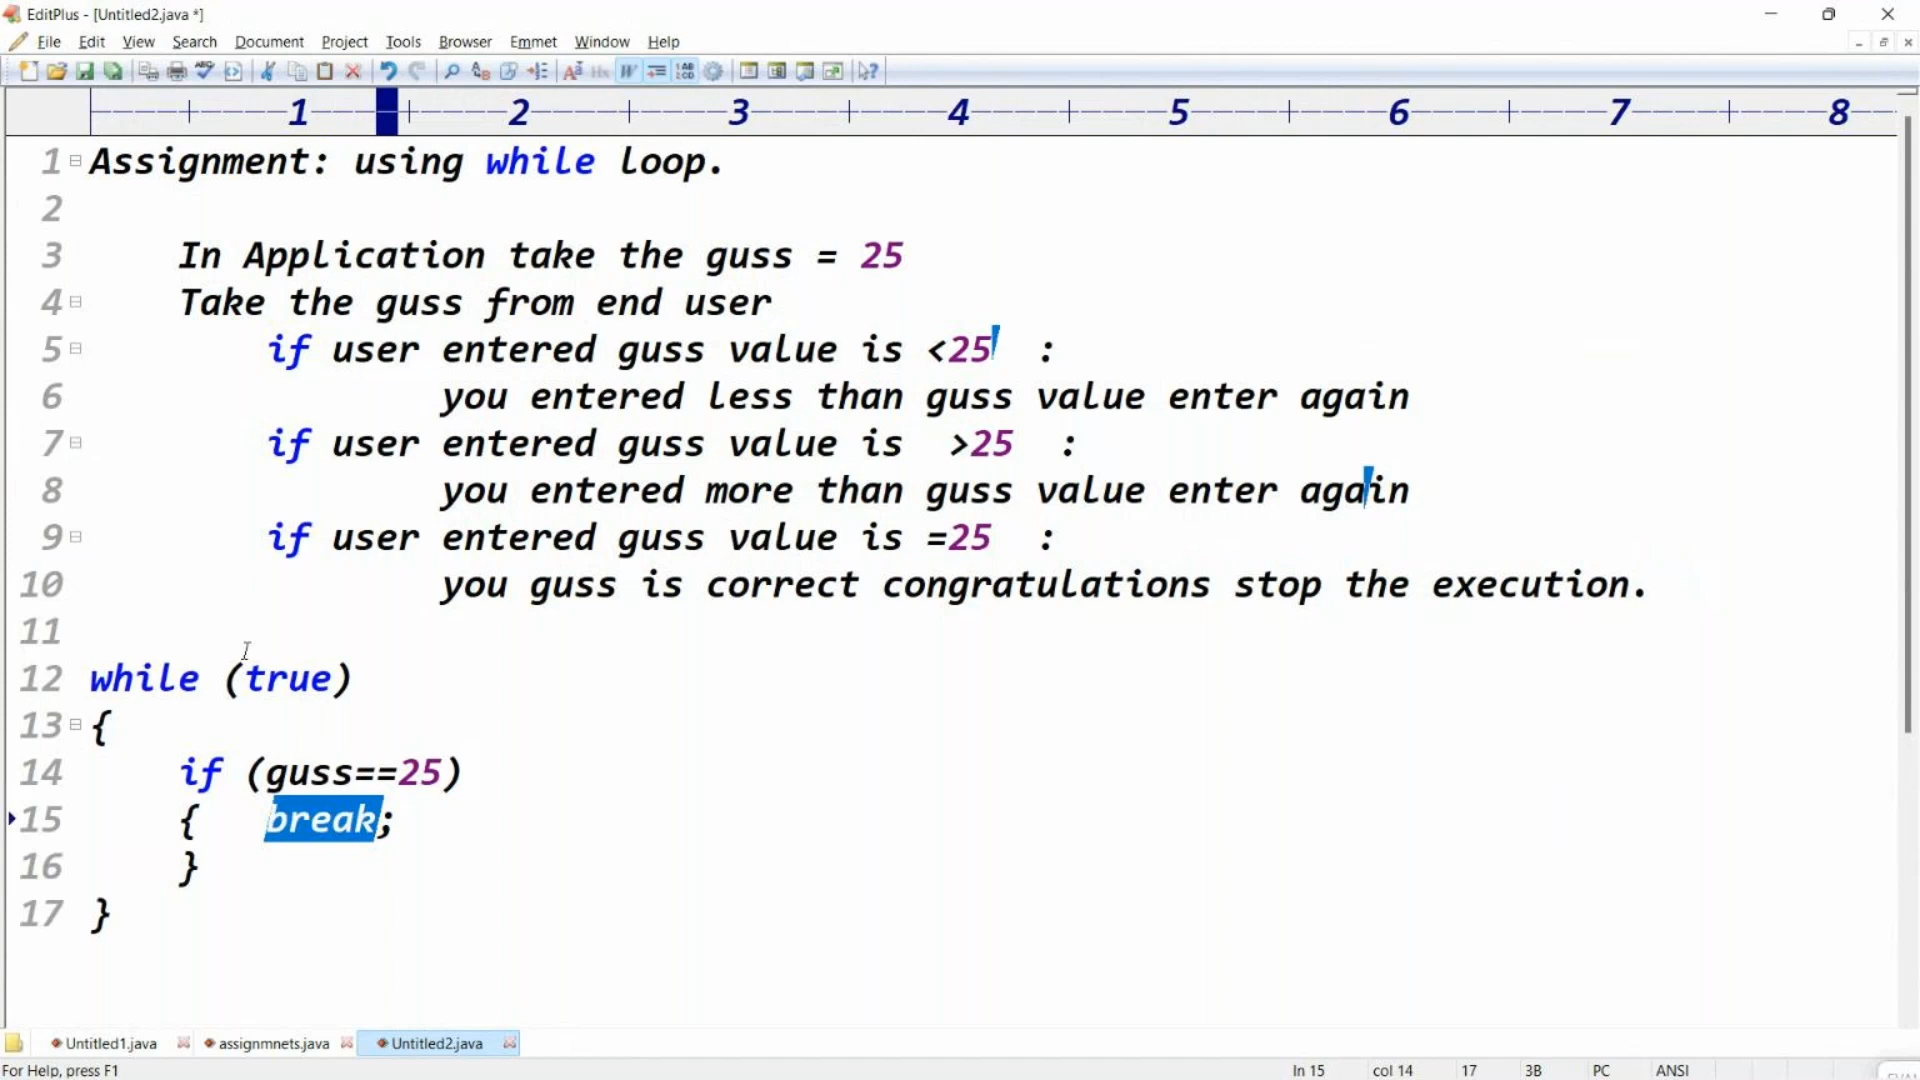 EditPlus - [Untitled2.java *]
File Edit View Search Document Project Tools Browser Emmet Window Help
1 2 3 4 5 6 7 8
1 Assignment: using while loop.
2
3 In Application take the guss = 25
4 Take the guss from end user
5 if user entered guss value is <25 :
6 you entered less than guss value enter again
7 if user entered guss value is >25 :
8 you entered more than guss value enter again
9 if user entered guss value is =25 :
10 you guss is correct congratulations stop the execution.
11
12 while (true)
13 {
14 if (guss==25)
15 { break;
16 }
17 }
Untitled1.java assignmnets.java Untitled2.java
For Help, press F1 ln 15 col 14 17 3B PC ANSI